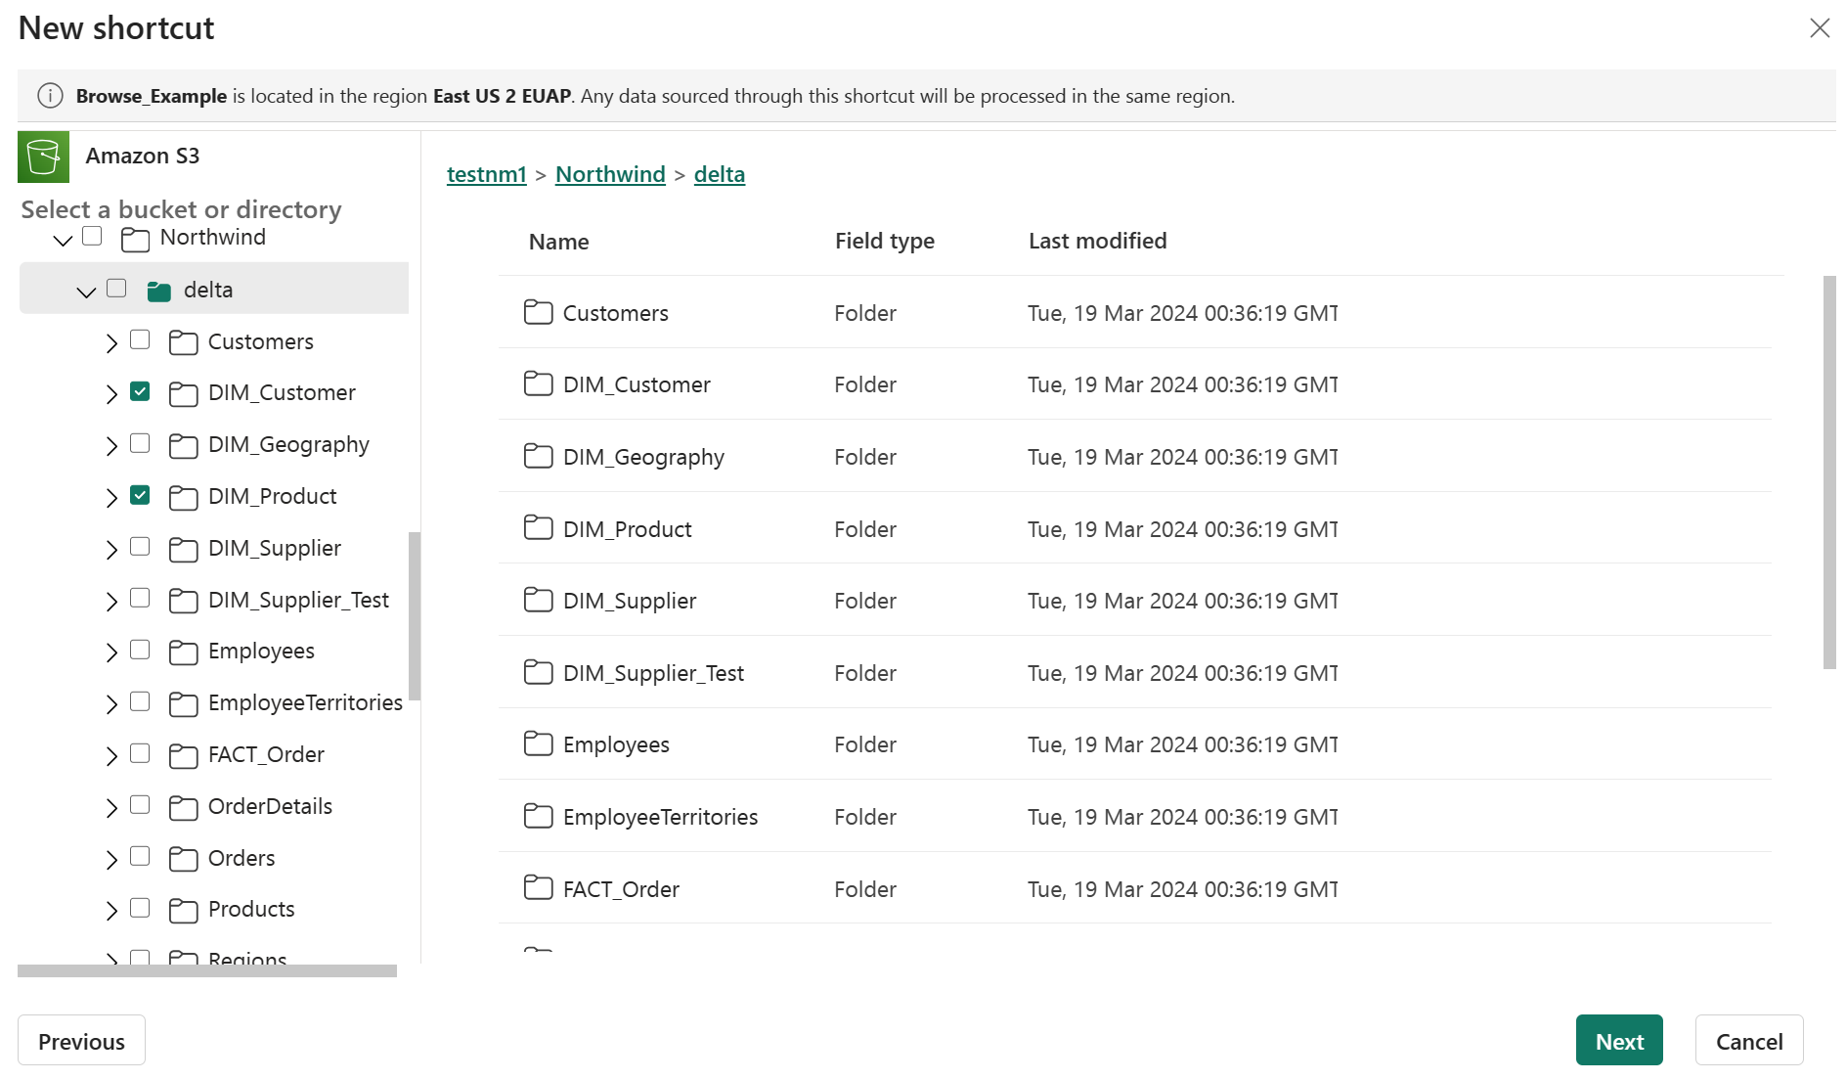 New shortcut
Browse_Example is located in the region East US 2 EUAP. Any data sourced through this shortcut will be processed in the same region.
Amazon S3
Select a bucket or directory
Northwind
delta
Customers
DIM_Customer
DIM_Geography
DIM_Product
DIM_Supplier
DIM_Supplier_Test
Employees
EmployeeTerritories
FACT_Order
OrderDetails
Orders
Products
Regions
testnm1 > Northwind > delta
Name Field type Last modified
Customers Folder Tue, 19 Mar 2024 00:36:19 GMT
DIM_Customer Folder Tue, 19 Mar 2024 00:36:19 GMT
DIM_Geography Folder Tue, 19 Mar 2024 00:36:19 GMT
DIM_Product Folder Tue, 19 Mar 2024 00:36:19 GMT
DIM_Supplier Folder Tue, 19 Mar 2024 00:36:19 GMT
DIM_Supplier_Test Folder Tue, 19 Mar 2024 00:36:19 GMT
Employees Folder Tue, 19 Mar 2024 00:36:19 GMT
EmployeeTerritories Folder Tue, 19 Mar 2024 00:36:19 GMT
FACT_Order Folder Tue, 19 Mar 2024 00:36:19 GMT
Previous
Next
Cancel